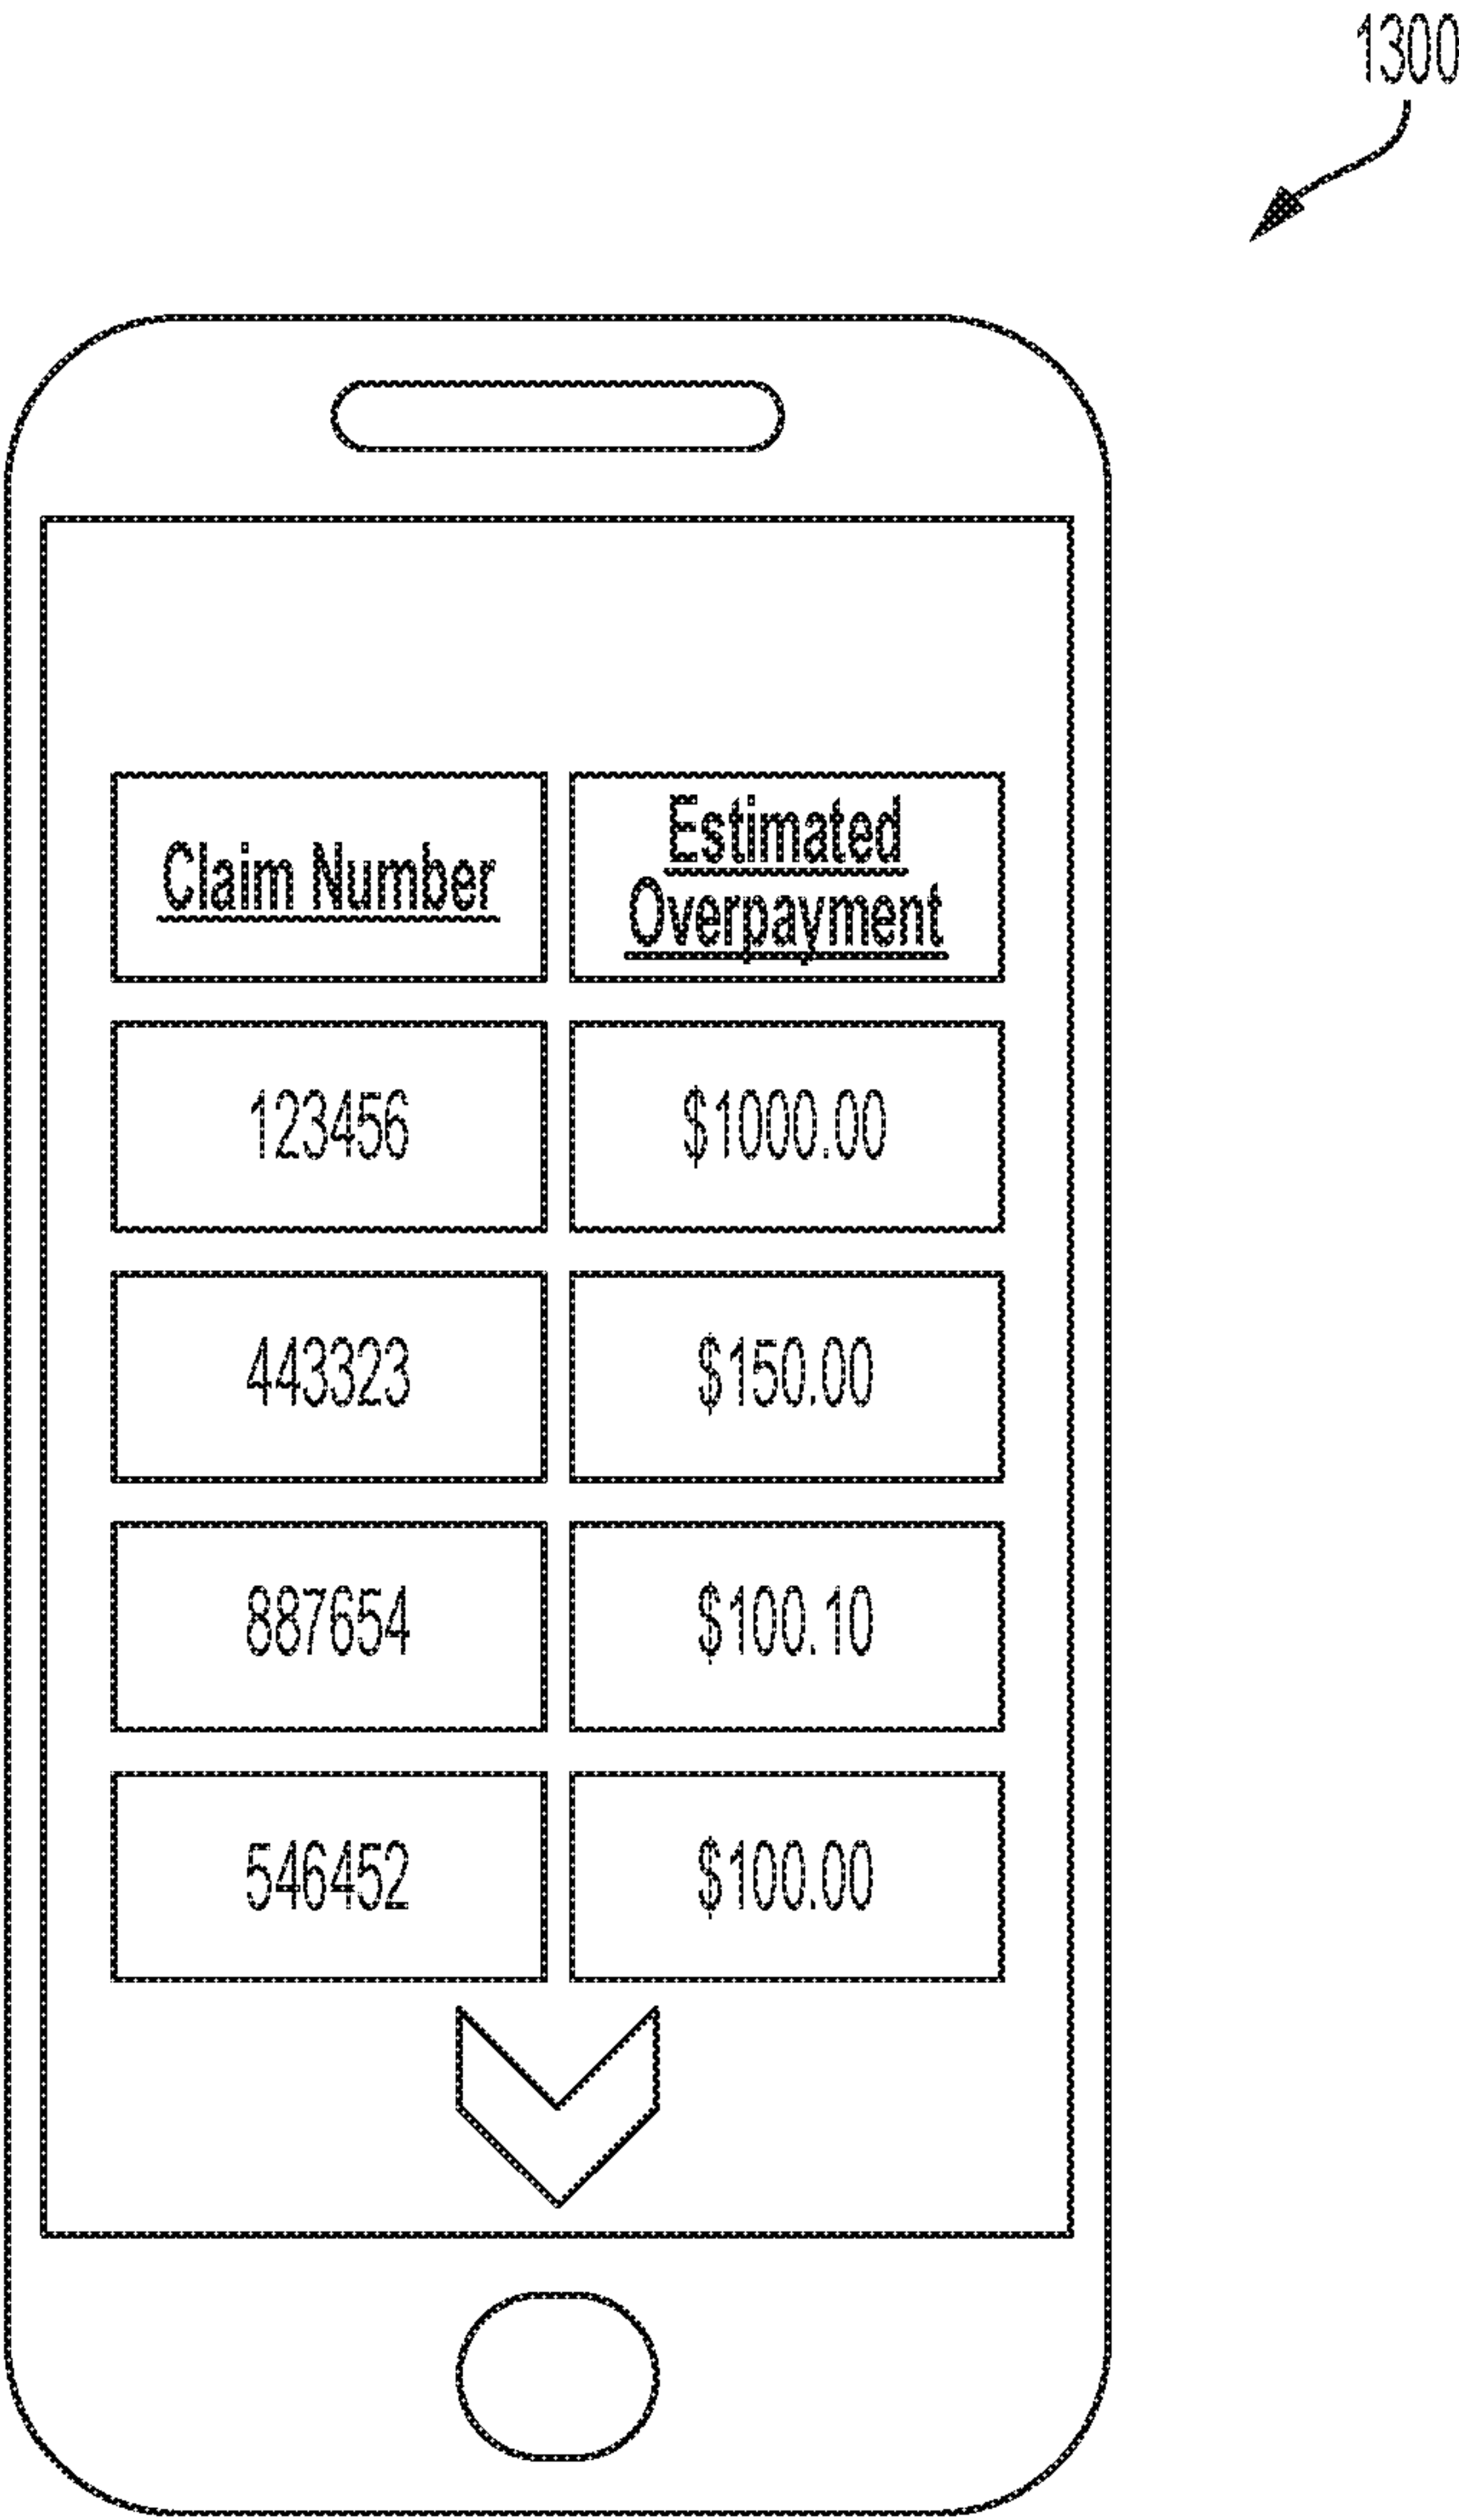 1300
Claim Number
Estimated
Overpayment
123456 $1000.00
443323 $150.00
887654 $100.10
546452 $100.00